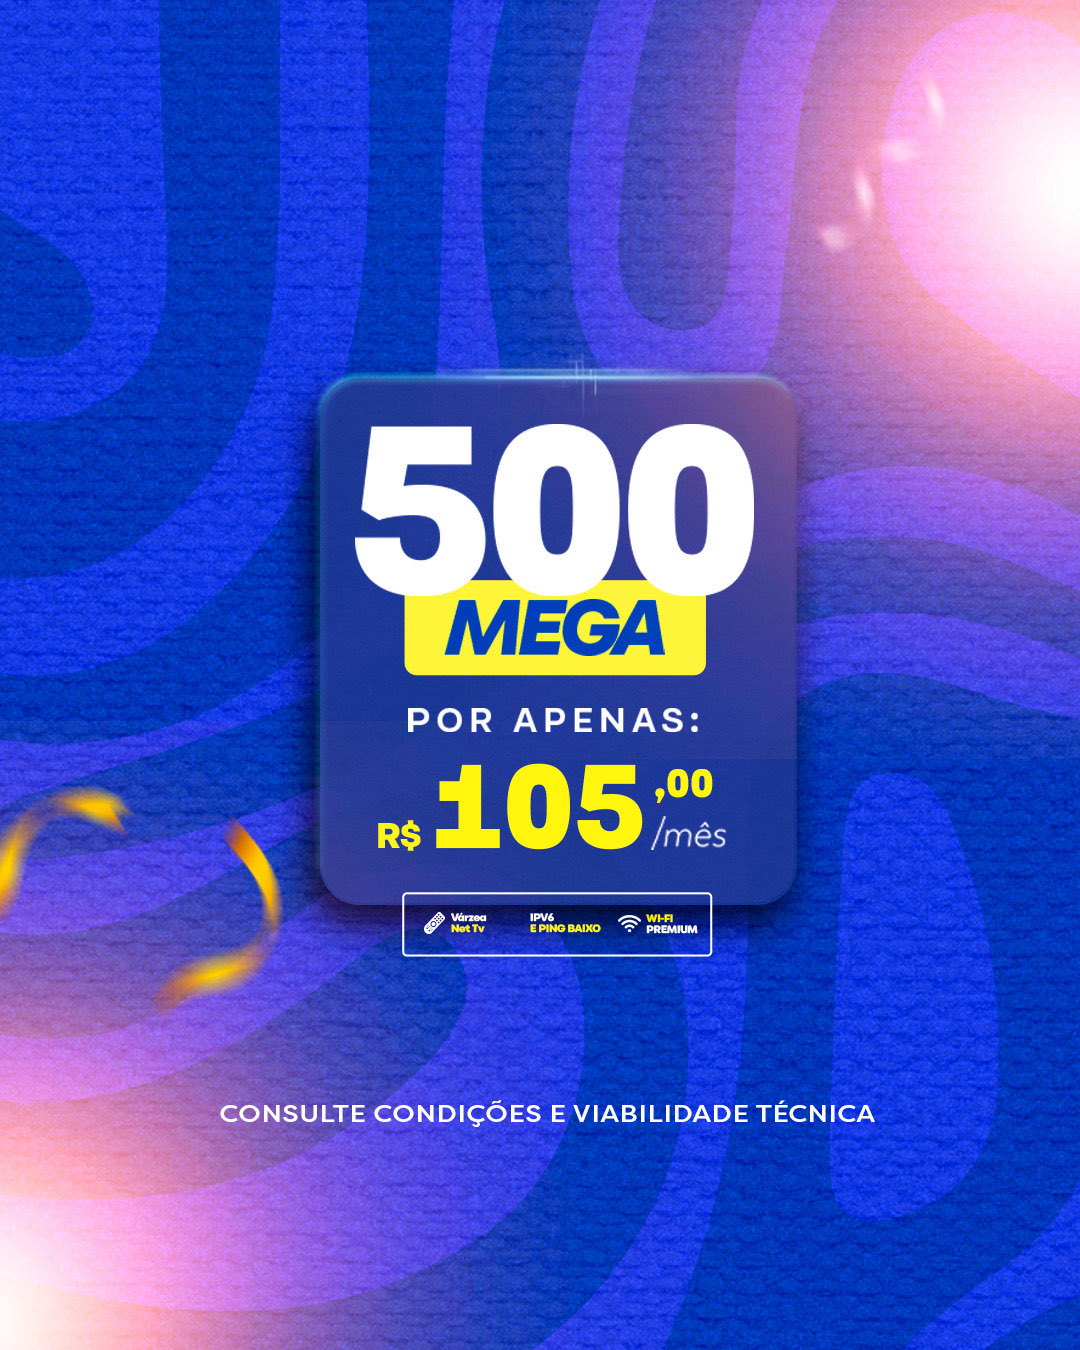 500
MEGA
POR APENAS:
R$ 105,00
/mês
Várzea
Net Tv
IPV6
E PING BAIXO
WI-FI
PREMIUM
CONSULTE CONDIÇÕES E VIABILIDADE TÉCNICA